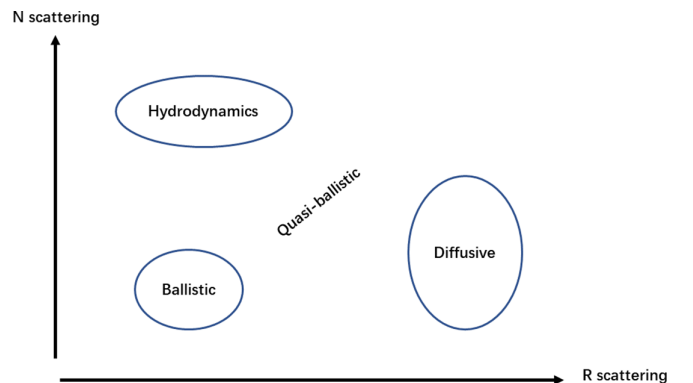 N scattering
Hydrodynamics
Quasi-ballistic
Diffusive
Ballistic
R scattering